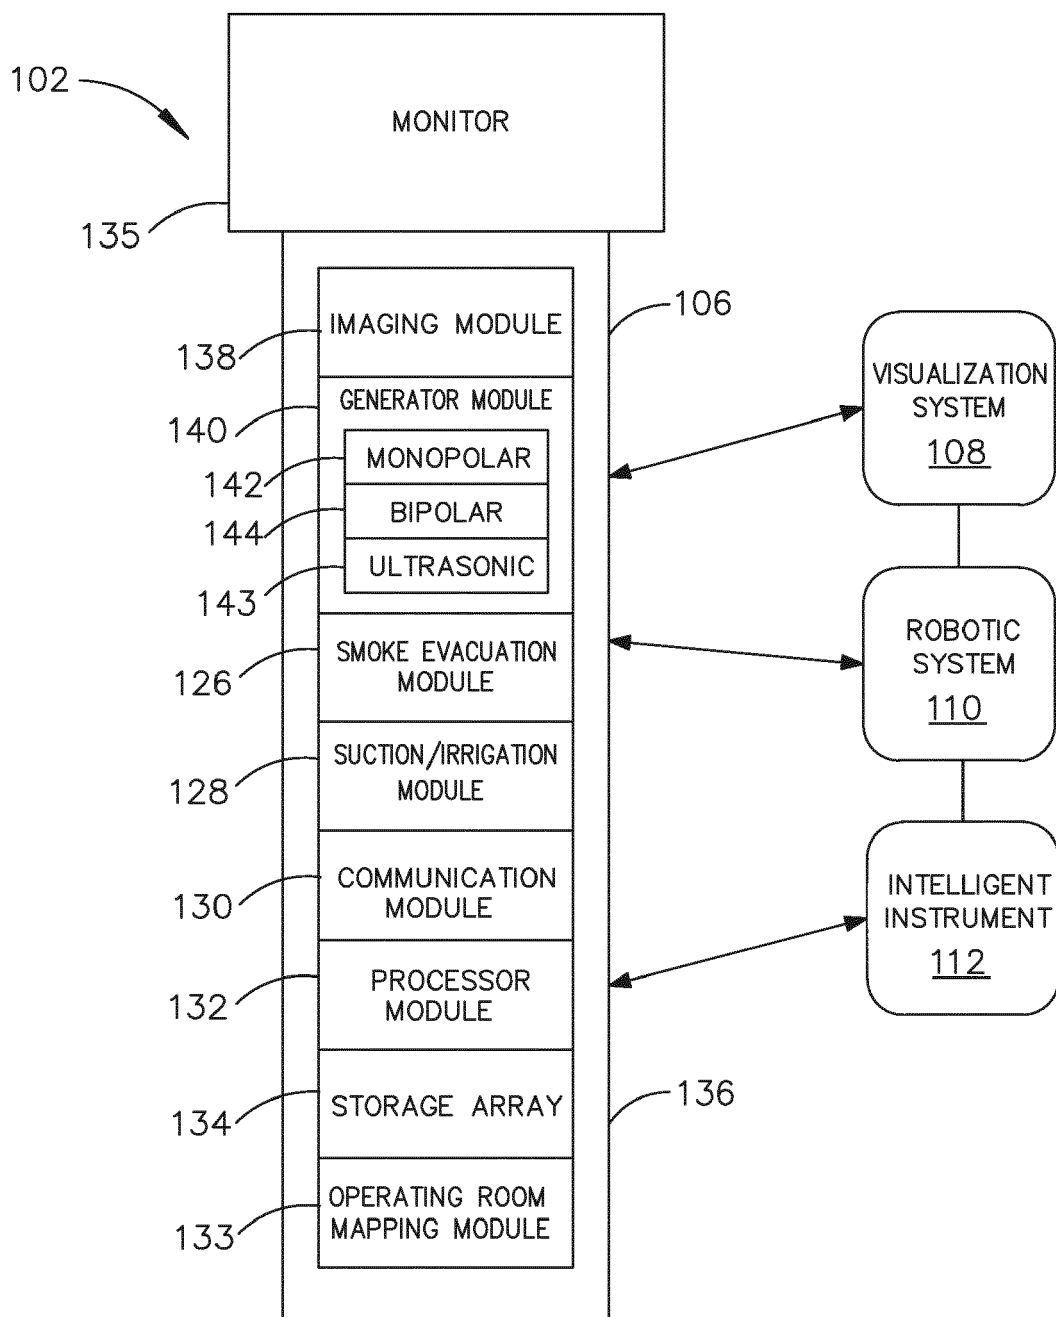 102
MONITOR
135
IMAGING MODULE
138
106
GENERATOR MODULE
140
MONOPOLAR
142
BIPOLAR
144
ULTRASONIC
143
SMOKE EVACUATION
MODULE
126
SUCTION/IRRIGATION
MODULE
128
COMMUNICATION
MODULE
130
PROCESSOR
MODULE
132
STORAGE ARRAY
134
136
OPERATING ROOM
MAPPING MODULE
133
VISUALIZATION
SYSTEM
108
ROBOTIC
SYSTEM
110
INTELLIGENT
INSTRUMENT
112